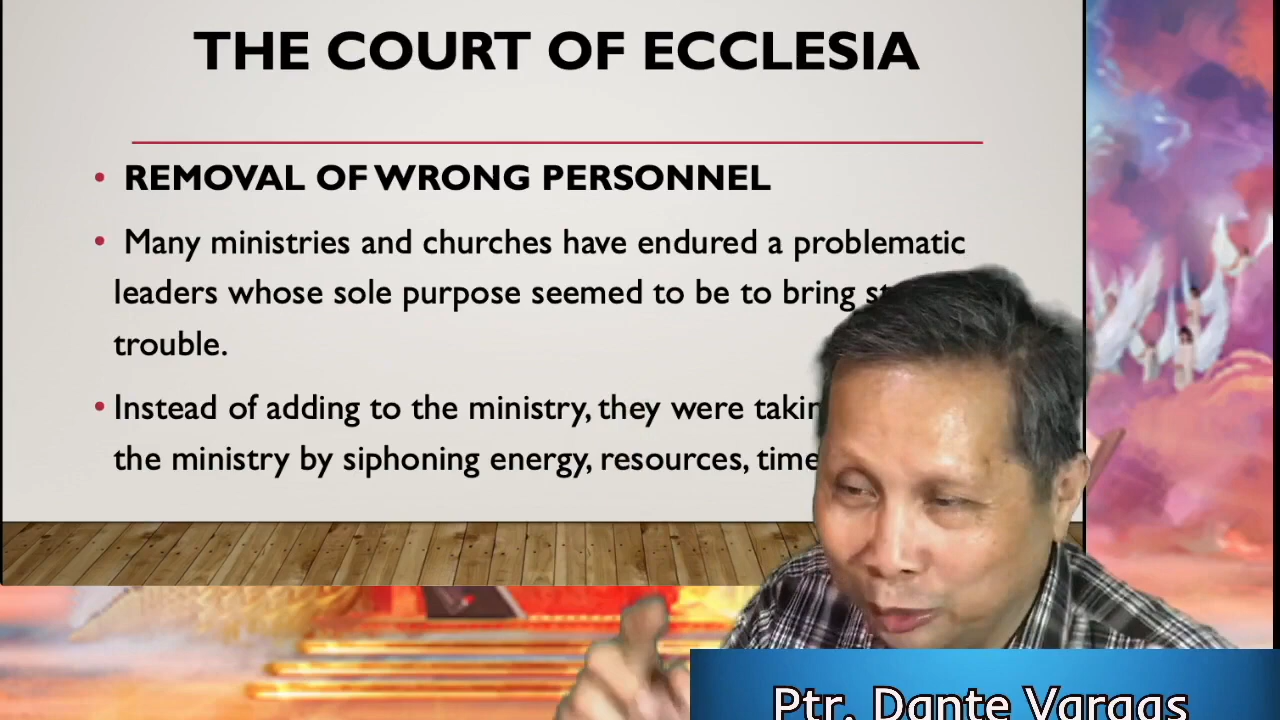 THE COURT OF ECCLESIA
• REMOVAL OF WRONG PERSONNEL
• Many ministries and churches have endured a problematic
leaders whose sole purpose seemed to be to bring
trouble.
• Instead of adding to the ministry, they were
the ministry by siphoning energy, resources, time
Ptr. Dante Vargas